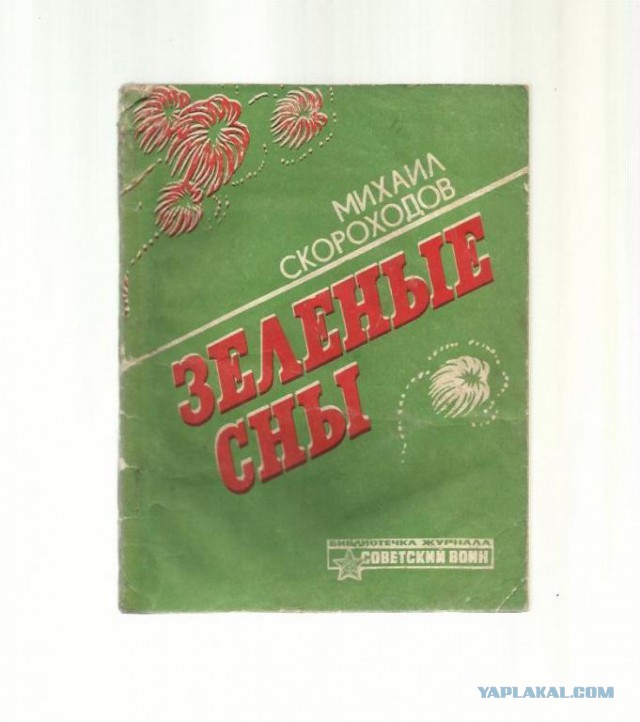 МИХАИЛ
СКОРОХОДОВ
ЗЕЛЕНЫЕ
СНЫ
БИБЛИОТЕЧКА ЖУРНАЛА
СОВЕТСКИЙ ВОИН
YAPLAKAL.COM